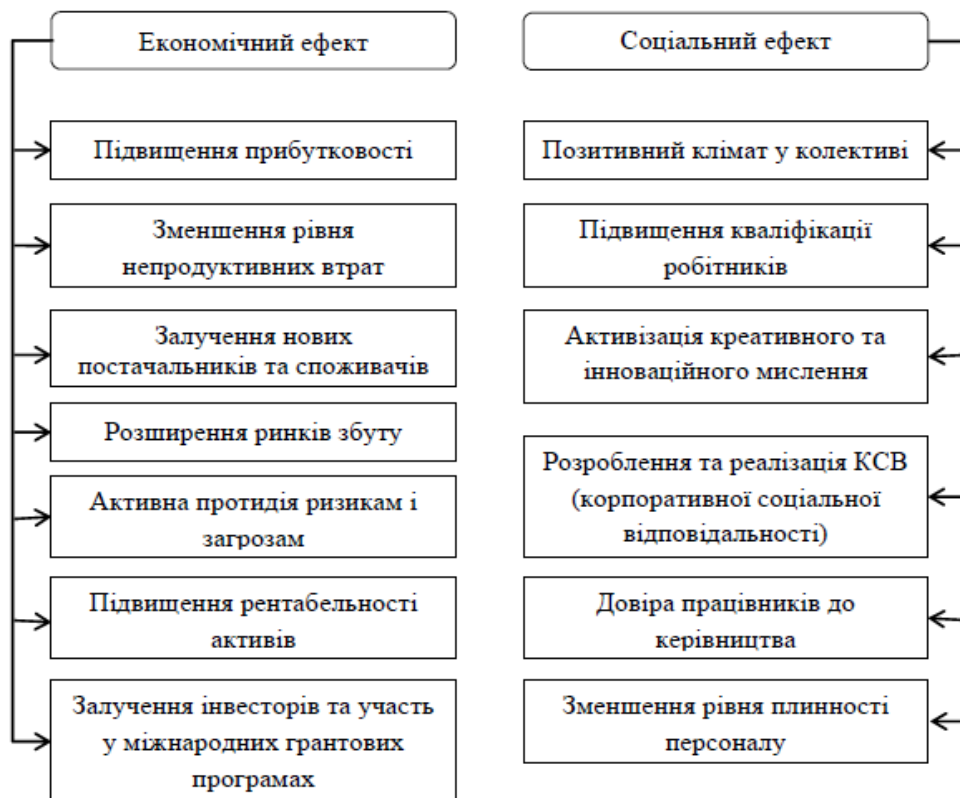 Економічний ефект
Підвищення прибутковості
Зменшення рівня
непродуктивних втрат
Залучення нових
постачальників та споживачів
Розширення ринків збуту
Активна протидія ризикам і
загрозам
Підвищення рентабельності
активів
Залучення інвесторів та участь
у міжнародних грантових
програмах
Соціальний ефект
Позитивний клімат у колективі
Підвищення кваліфікації
робітників
Активізація креативного та
інноваційного мислення
Розроблення та реалізація КСВ
(корпоративної соціальної
відповідальності)
Довіра працівників до
керівництва
Зменшення рівня плинності
персоналу